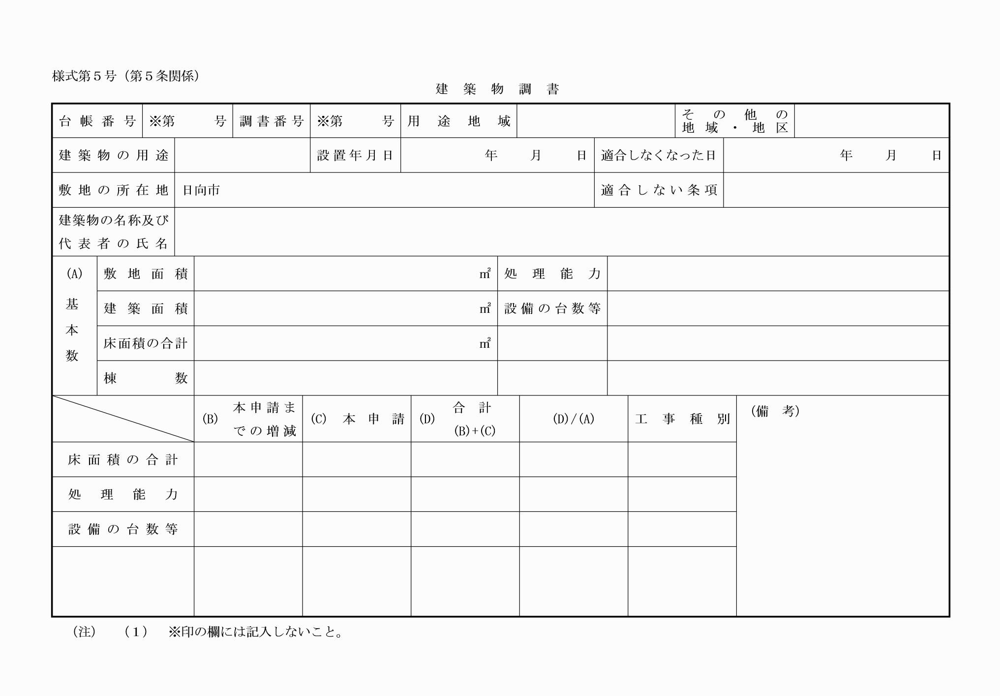 様式第５号（第５条関係）
建築物調書
台帳番号 ※第 号 調書番号 ※第 号 用途地域 その他の
地域・地区
建築物の用途 設置年月日 年 月 日 適合しなくなった日 年 月 日
敷地の所在地 日向市 適合しない条項
建築物の名称及び
代表者の氏名
(A) 基本数
敷地面積 ㎡ 処理能力
建築面積 ㎡ 設備の台数等
床面積の合計 ㎡
棟数
(B) 本申請ま
での増減
(C) 本申請
(D) 合計
(B)+(C)
(D)/(A)
工事種別
(備 考)
床面積の合計
処理能力
設備の台数等
(注) （１） ※印の欄には記入しないこと。